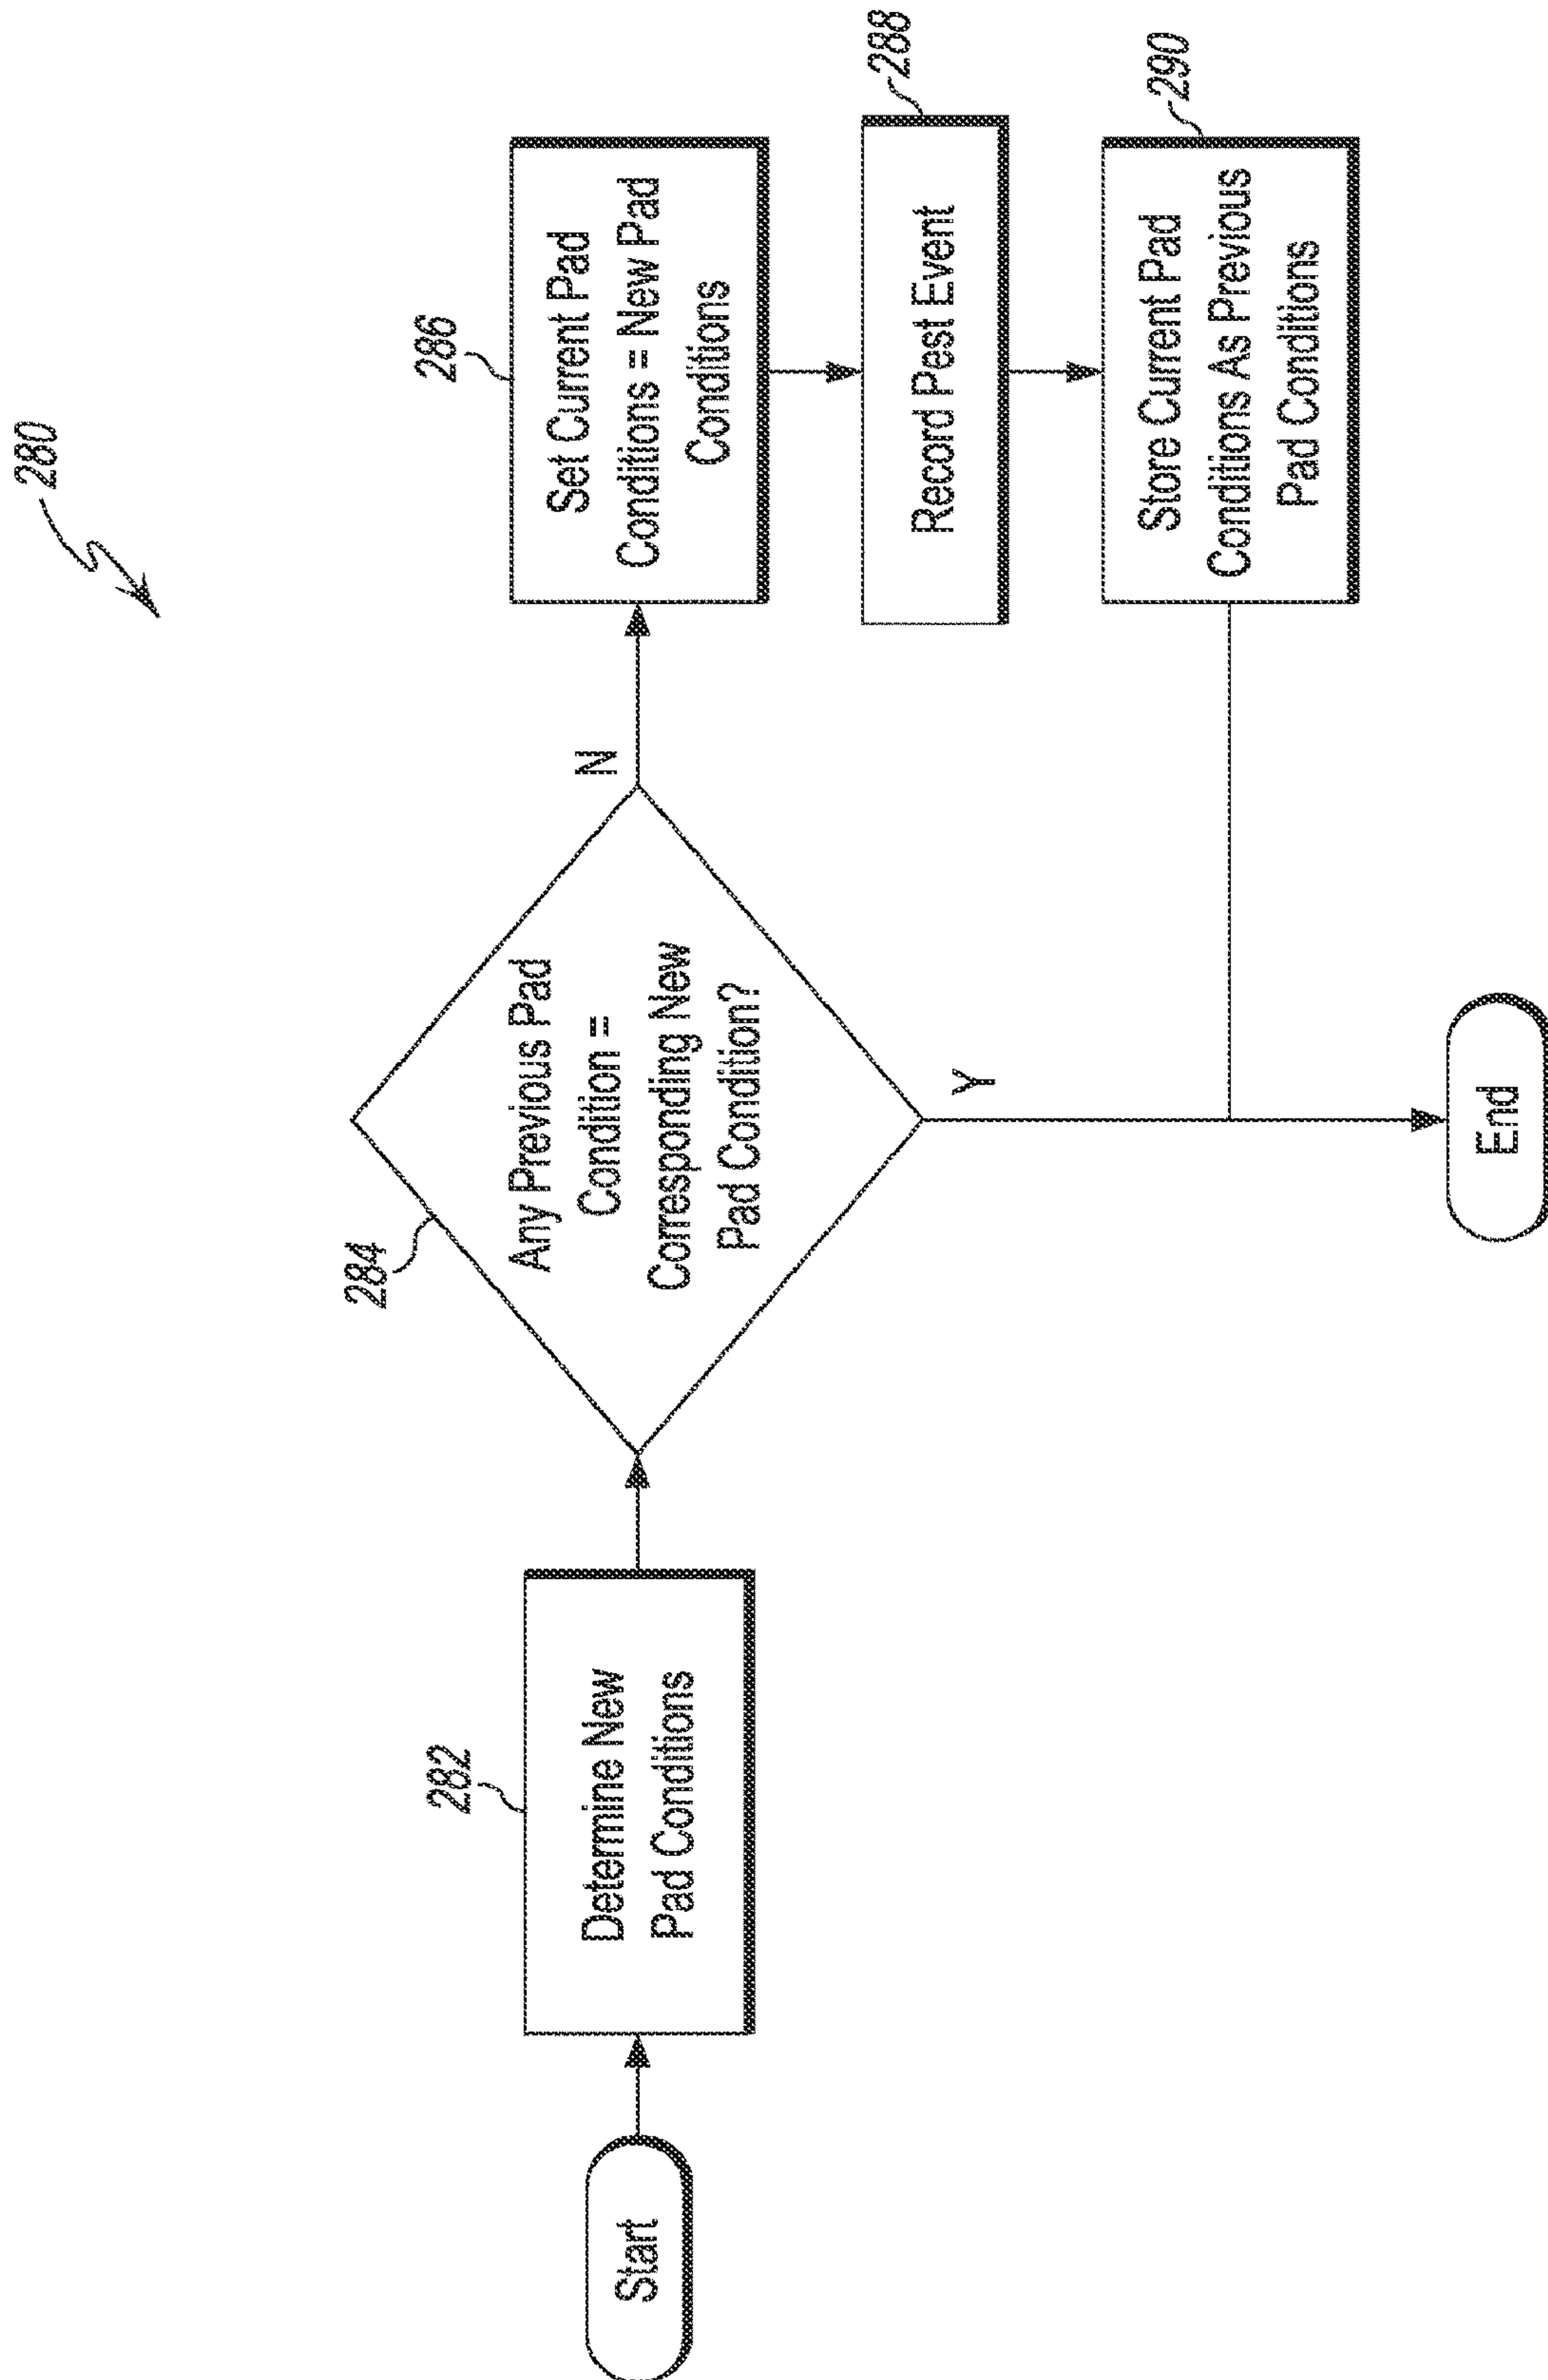 280
Start
282
Determine New
Pad Conditions
284
Any Previous Pad
Condition =
Corresponding New
Pad Condition?
N
Y
286
Set Current Pad
Conditions = New Pad
Conditions
288
Record Pest Event
290
Store Current Pad
Conditions As Previous
Pad Conditions
End